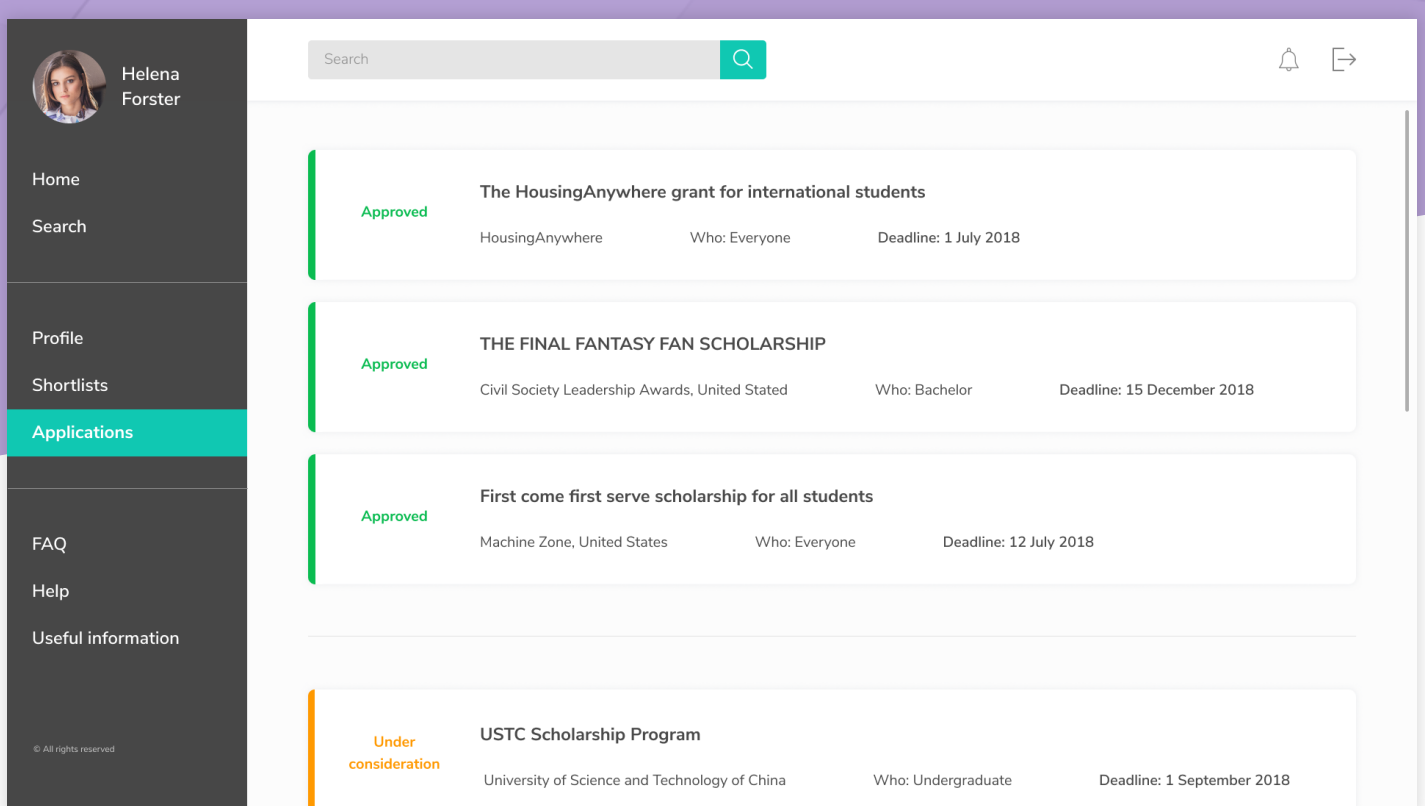 Helena
Forster
Home
Search
Profile
Shortlists
Applications
FAQ
Help
Useful information
© All rights reserved
Search
Approved
The HousingAnywhere grant for international students
HousingAnywhere Who: Everyone Deadline: 1 July 2018
Approved
THE FINAL FANTASY FAN SCHOLARSHIP
Civil Society Leadership Awards, United Stated Who: Bachelor Deadline: 15 December 2018
Approved
First come first serve scholarship for all students
Machine Zone, United States Who: Everyone Deadline: 12 July 2018
Under
consideration
USTC Scholarship Program
University of Science and Technology of China Who: Undergraduate Deadline: 1 September 2018